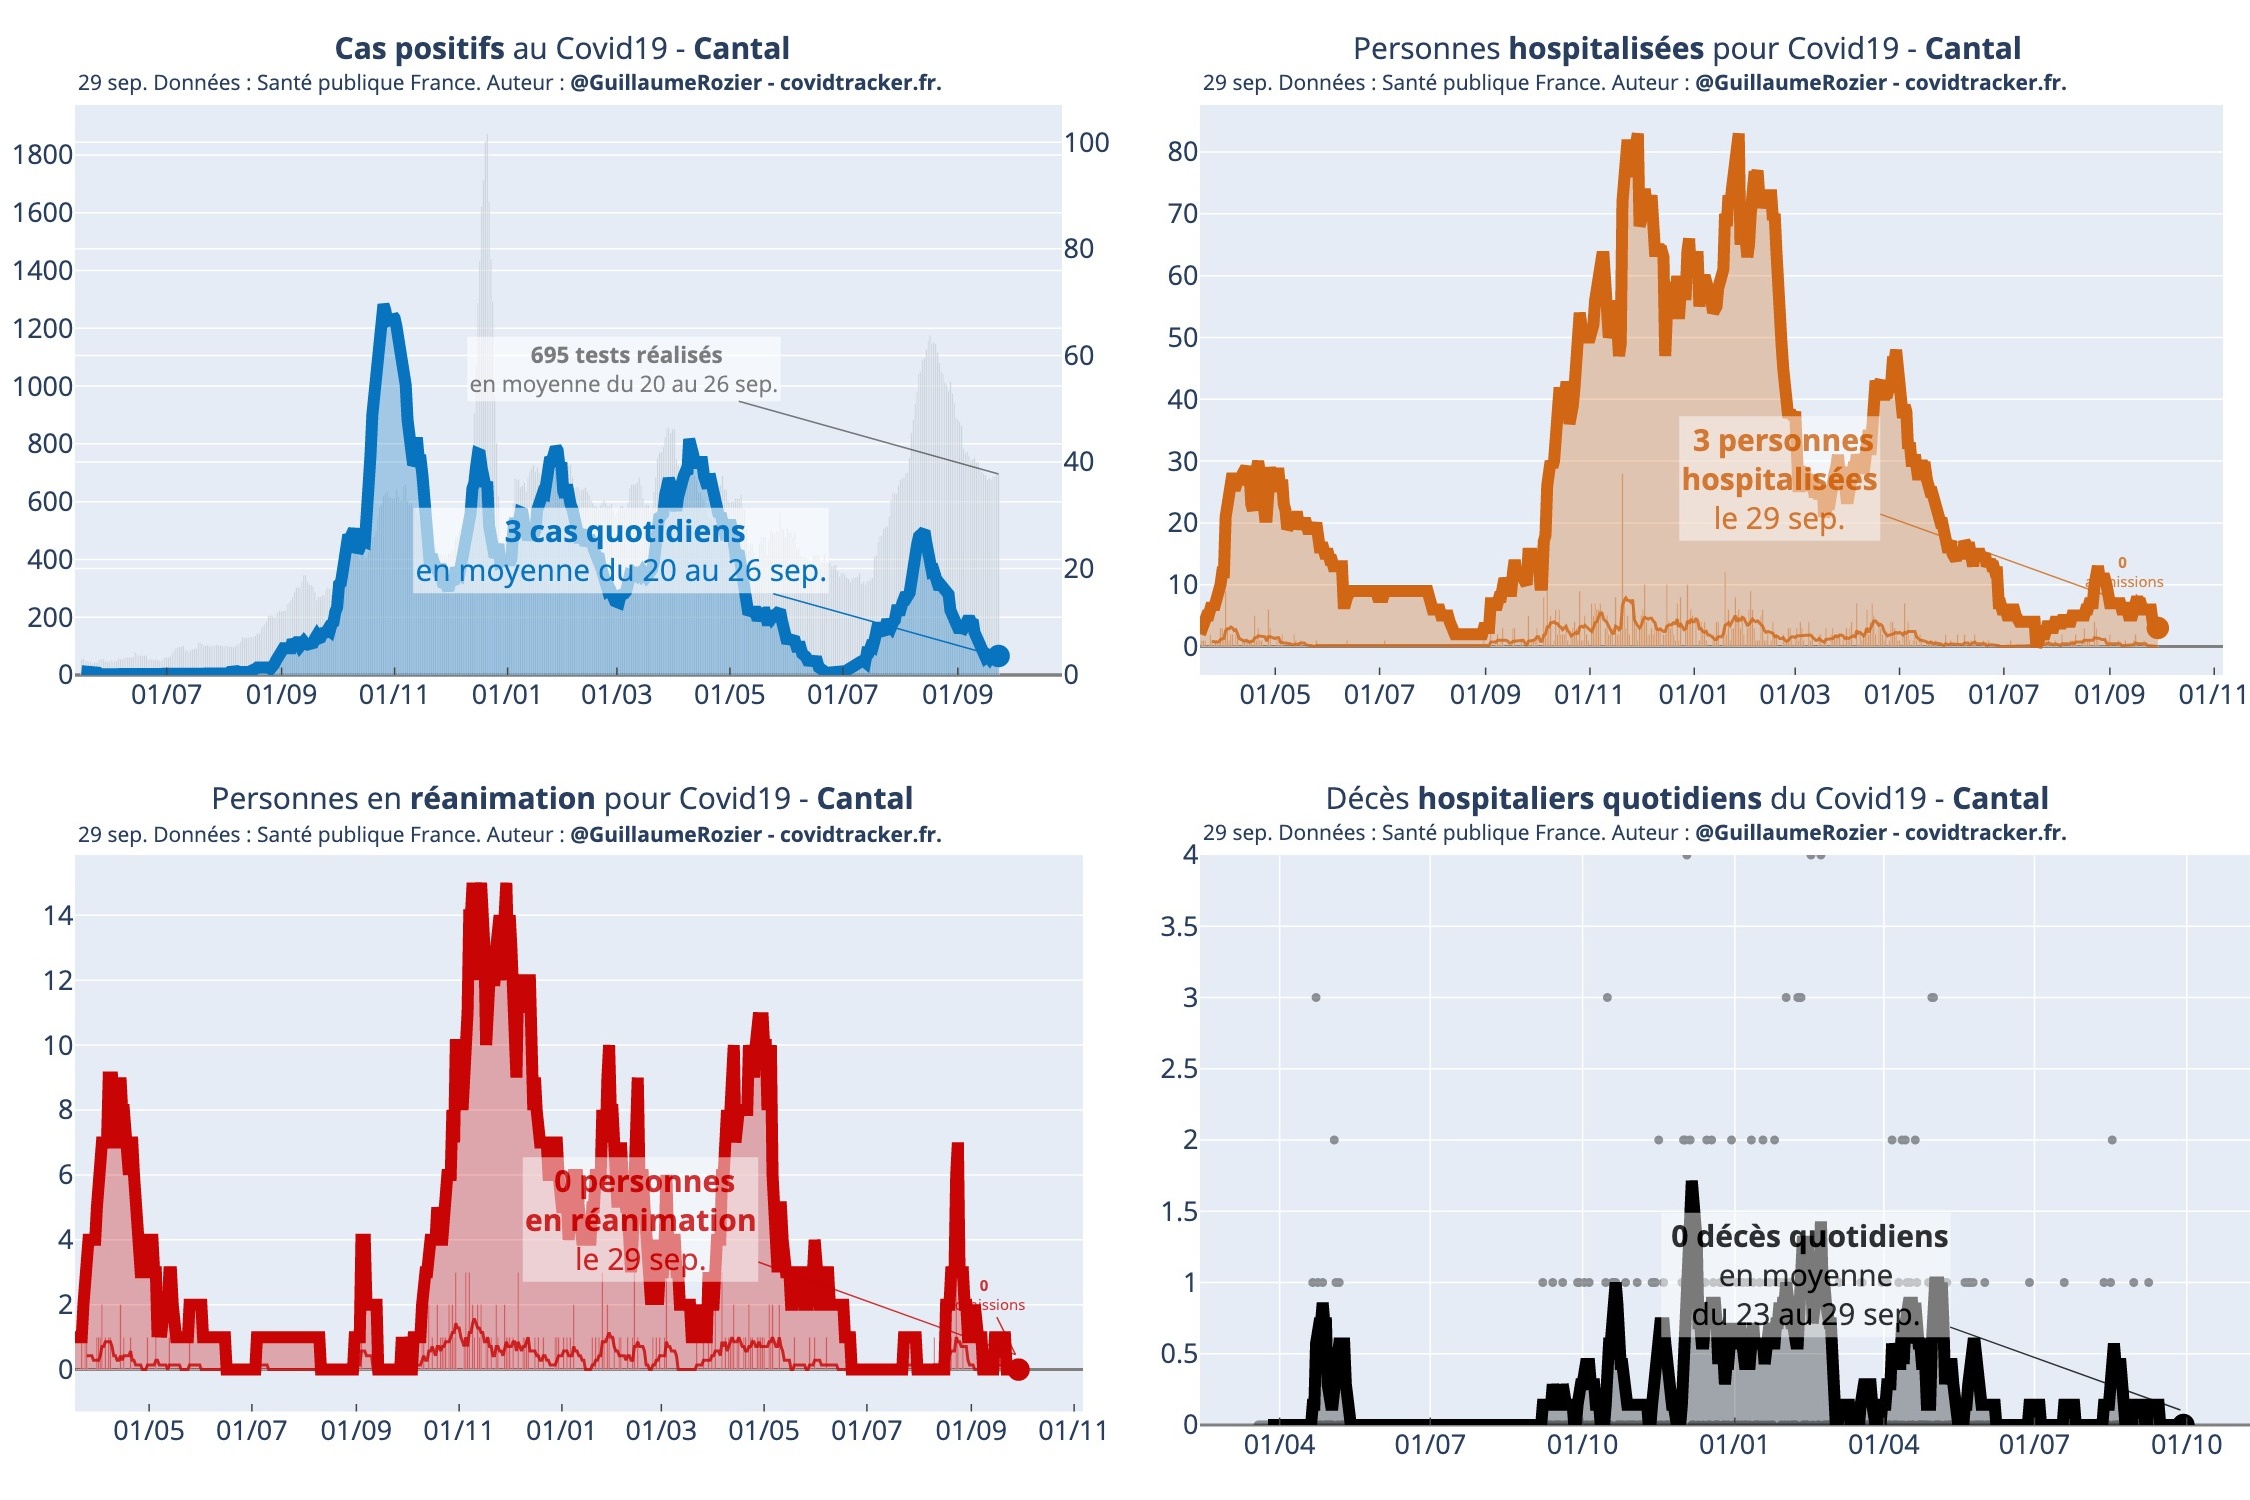 Cas positifs au Covid19 - Cantal
29 sep. Données : Santé publique France. Auteur : @GuillaumeRozier - covidtracker.fr.
1800
1600
1400
1200
1000
800
600
400
200
0
100
80
60
40
20
0
695 tests réalisés
en moyenne du 20 au 26 sep.
3 cas quotidiens
en moyenne du 20 au 26 sep.
01/07 01/09 01/11 01/01 01/03 01/05 01/07 01/09
Personnes hospitalisées pour Covid19 - Cantal
29 sep. Données : Santé publique France. Auteur : @GuillaumeRozier - covidtracker.fr.
80
70
60
50
40
30
20
10
0
3 personnes
hospitalisées
le 29 sep.
0
admissions
01/05 01/07 01/09 01/11 01/01 01/03 01/05 01/07 01/09 01/11
Personnes en réanimation pour Covid19 - Cantal
29 sep. Données : Santé publique France. Auteur : @GuillaumeRozier - covidtracker.fr.
14
12
10
8
6
4
2
0
0 personnes
en réanimation
le 29 sep.
0
admissions
01/05 01/07 01/09 01/11 01/01 01/03 01/05 01/07 01/09 01/11
Décès hospitaliers quotidiens du Covid19 - Cantal
29 sep. Données : Santé publique France. Auteur : @GuillaumeRozier - covidtracker.fr.
4
3.5
3
2.5
2
1.5
1
0.5
0
0 décès quotidiens
en moyenne
du 23 au 29 sep.
01/04 01/07 01/10 01/01 01/04 01/07 01/10